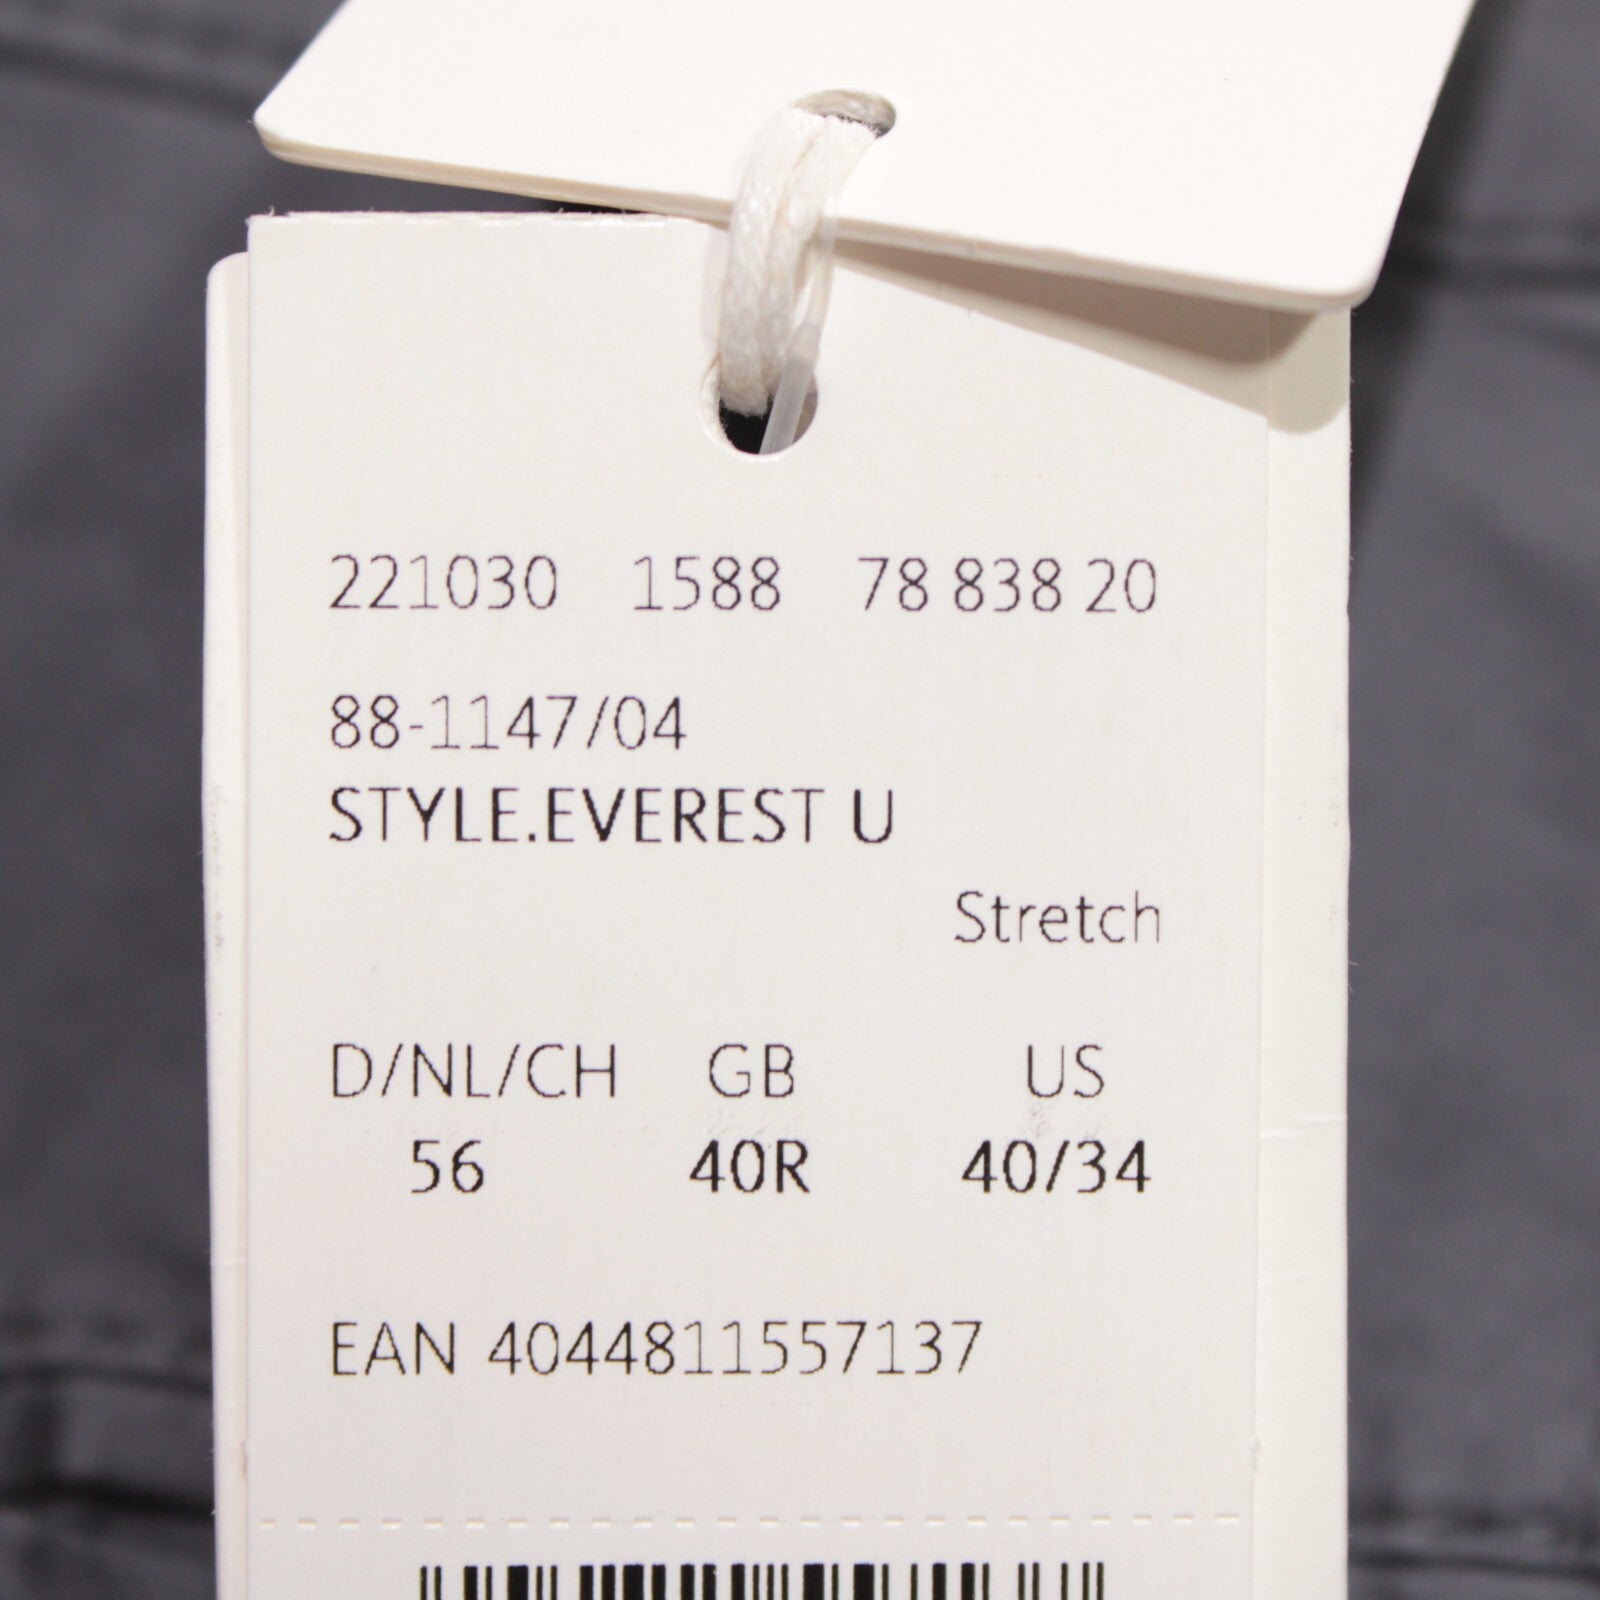 221030 1588 78 838 20
88-1147/04
STYLE.EVEREST U
Stretch
D/NL/CH GB US
56 40R 40/34
EAN 4044811557137